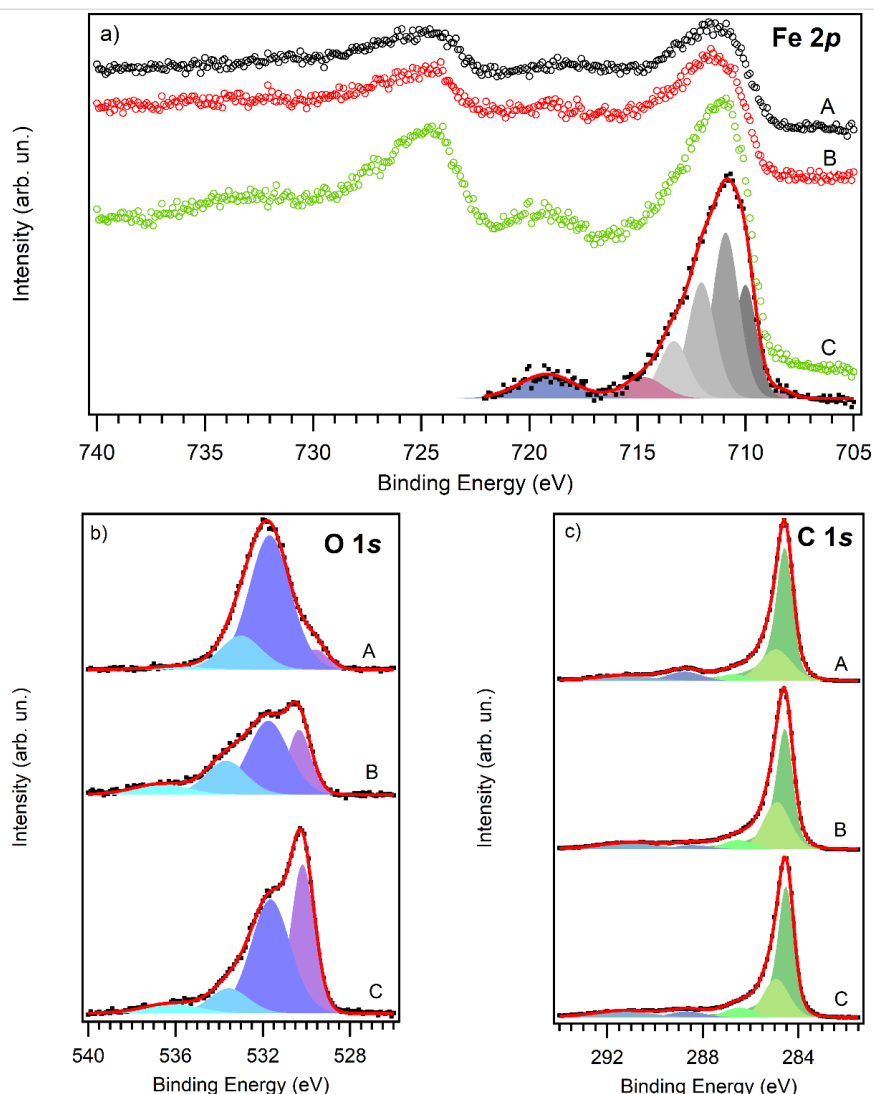 a)
Fe 2p
A
B
C
Intensity (arb. un.)
740 735 730 725 720 715 710 705
Binding Energy (eV)
b)
O 1s
A
B
C
Intensity (arb. un.)
540 536 532 528
Binding Energy (eV)
c)
C 1s
A
B
C
Intensity (arb. un.)
292 288 284
Binding Energy (eV)